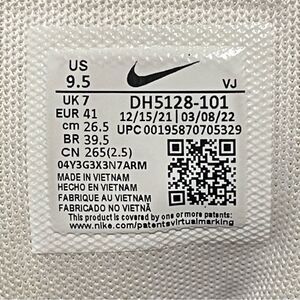 US
9.5
VJ
UK 7
EUR 41
cm 26.5
BR 39.5
CN 265(2.5)
DH5128-101
12/15/21 | 03/08/22
UPC 00195870705329
04Y3G3X3N7ARM
MADE IN VIETNAM
HECHO EN VIETNAM
FABRIQUE AU VIETNAM
FABRICADO NO VIETNÃ
This product is covered by one or more patents:
www.nike.com/patentsvirtualmarking